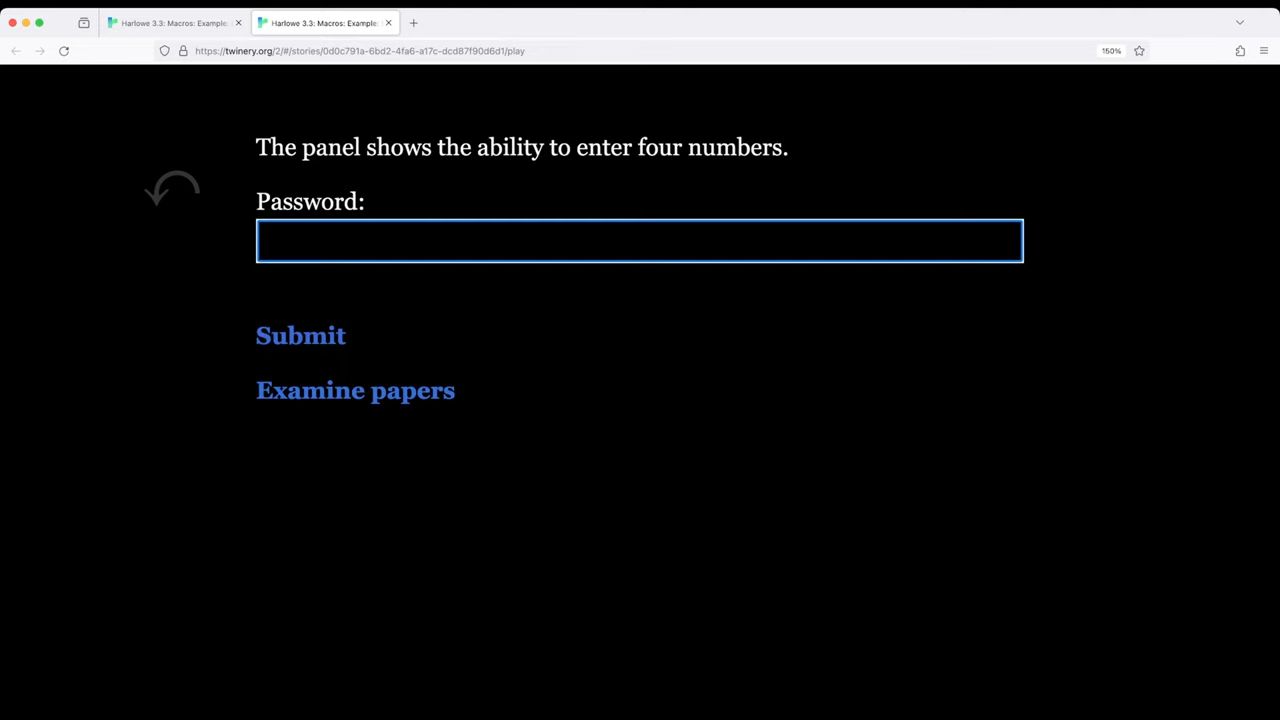 Harlowe 3.3: Macros: Example:
Harlowe 3.3: Macros: Example:
https://twinery.org/2/#/stories/0d0c791a-6bd2-4fa6-a17c-dcd87f90d6d1/play
150%
The panel shows the ability to enter four numbers.
Password:
Submit
Examine papers